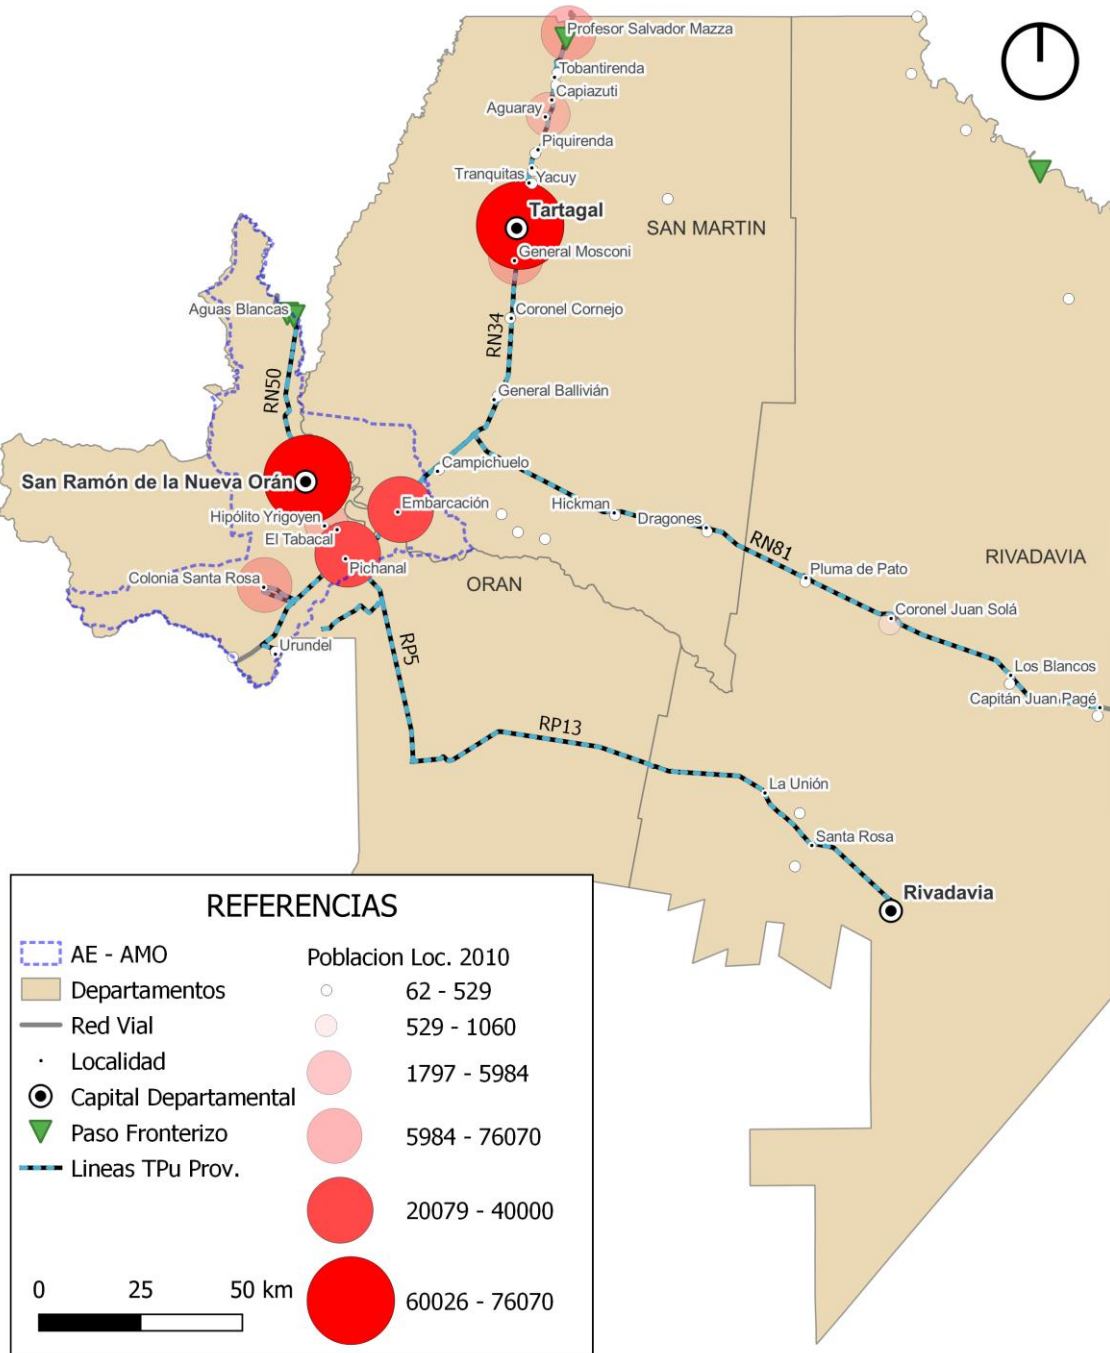 Profesor Salvador Mazza
Tobantirenda
Capiazuti
Aguaray
Piquirenda
Tranquitas
Yacuy
Tartagal
SAN MARTIN
General Mosconi
Aguas Blancas
Coronel Cornejo
RN34
RN50
General Ballivián
Campichuelo
San Ramón de la Nueva Orán
Embarcación
Hickman
Dragones
Hipólito Yrigoyen
El Tabacal
RN81
RIVADAVIA
Pichanal
Pluma de Pato
Colonia Santa Rosa
ORAN
Coronel Juan Solá
Urundel
RP5
Los Blancos
Capitán Juan Pagé
RP13
La Unión
Santa Rosa
Rivadavia
REFERENCIAS
AE - AMO
Departamentos
Red Vial
Localidad
Capital Departamental
Paso Fronterizo
Lineas TPu Prov.
Poblacion Loc. 2010
62 - 529
529 - 1060
1797 - 5984
5984 - 76070
20079 - 40000
60026 - 76070
0 25 50 km